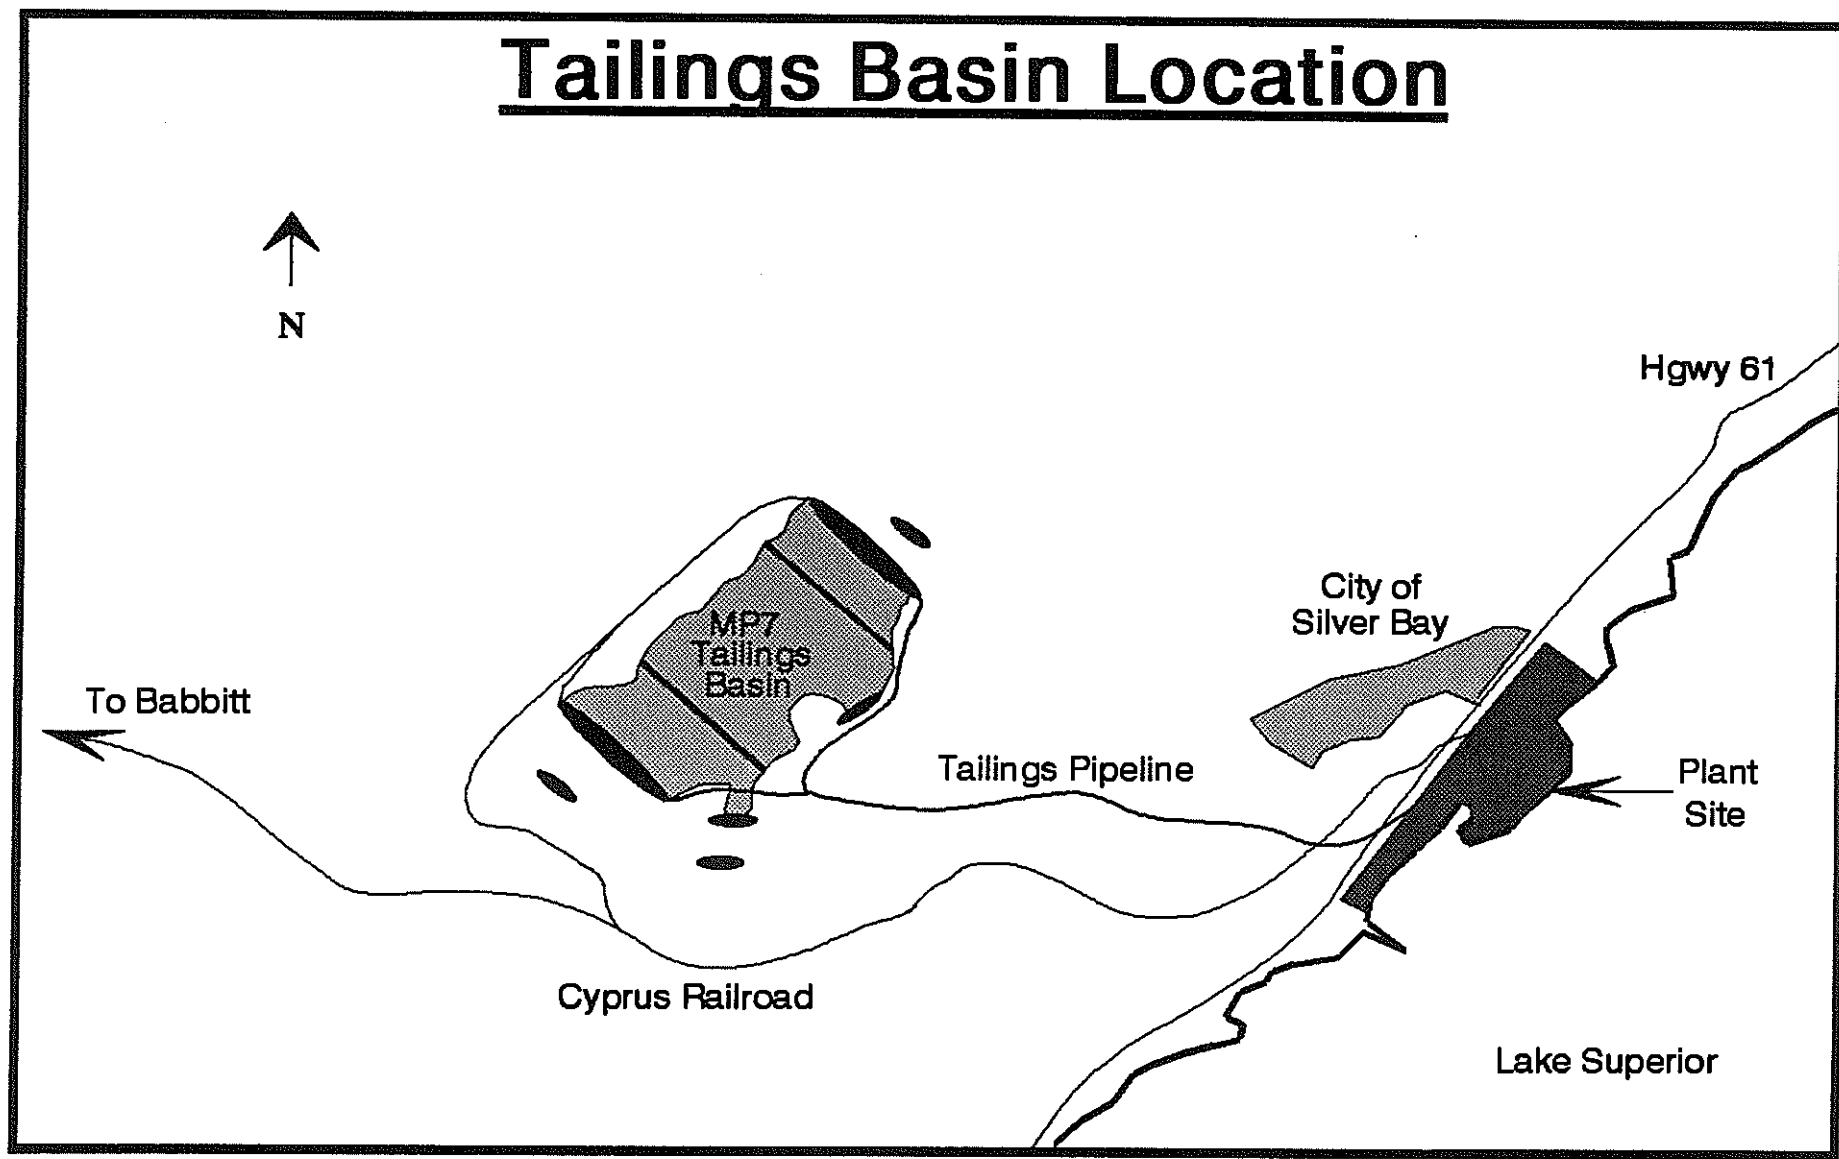 Tailings Basin Location
N
Hgwy 61
City of
Silver Bay
MP7
Tailings
Basin
To Babbitt
Tailings Pipeline
Plant
Site
Cyprus Railroad
Lake Superior